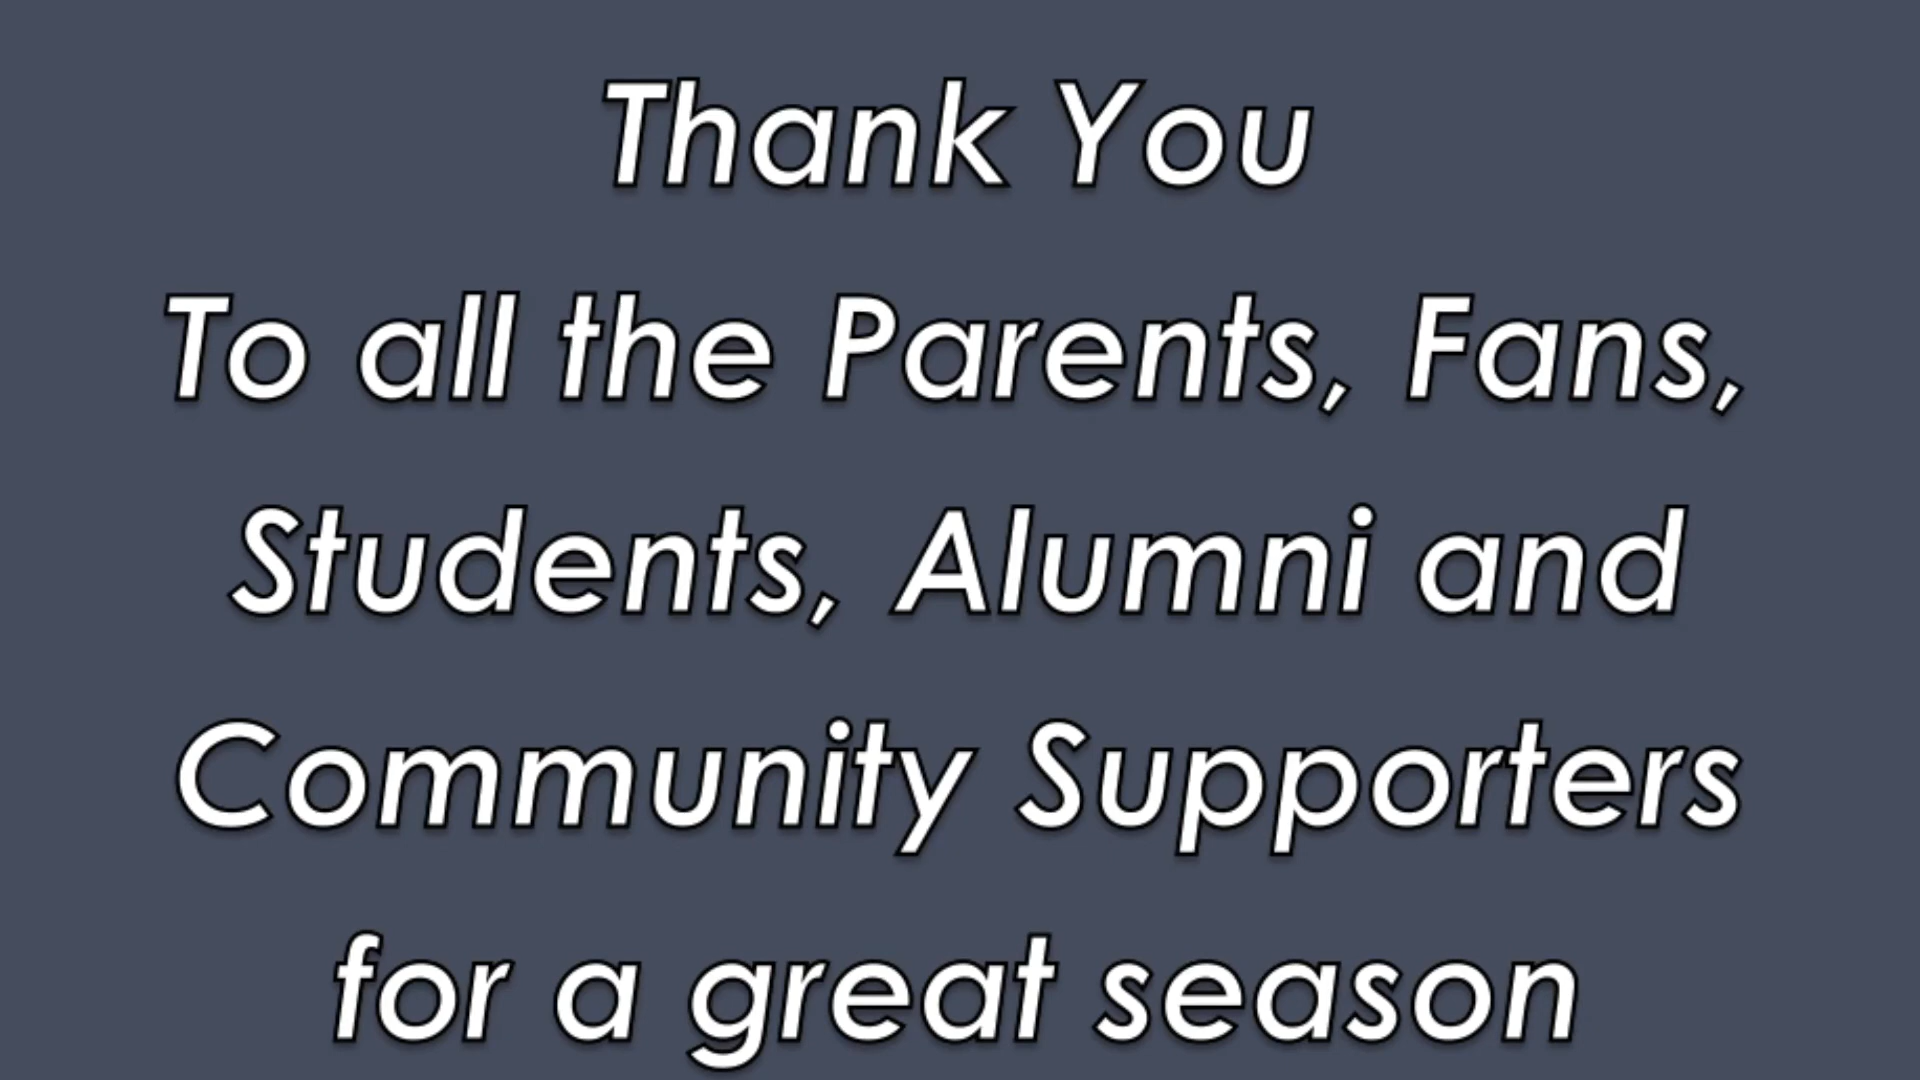 Thank You
To all the Parents, Fans,
Students, Alumni and
Community Supporters
for a great season